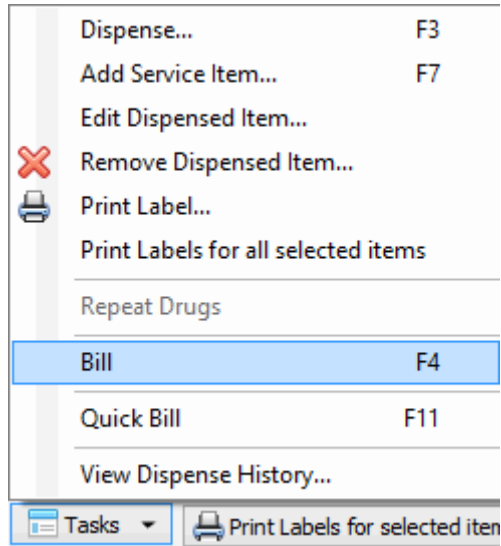 Dispense... F3
Add Service Item... F7
Edit Dispensed Item...
Remove Dispensed Item...
Print Label...
Print Labels for all selected items
Repeat Drugs
Bill F4
Quick Bill F11
View Dispense History...
Tasks Print Labels for selected